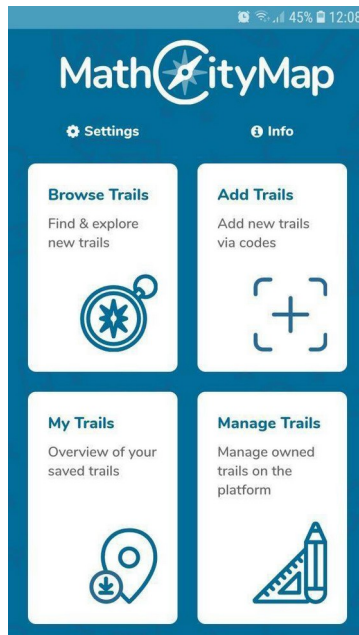 45% 12:08
MathCityMap
Settings
Info
Browse Trails
Find & explore
new trails
Add Trails
Add new trails
via codes
My Trails
Overview of your
saved trails
Manage Trails
Manage owned
trails on the
platform